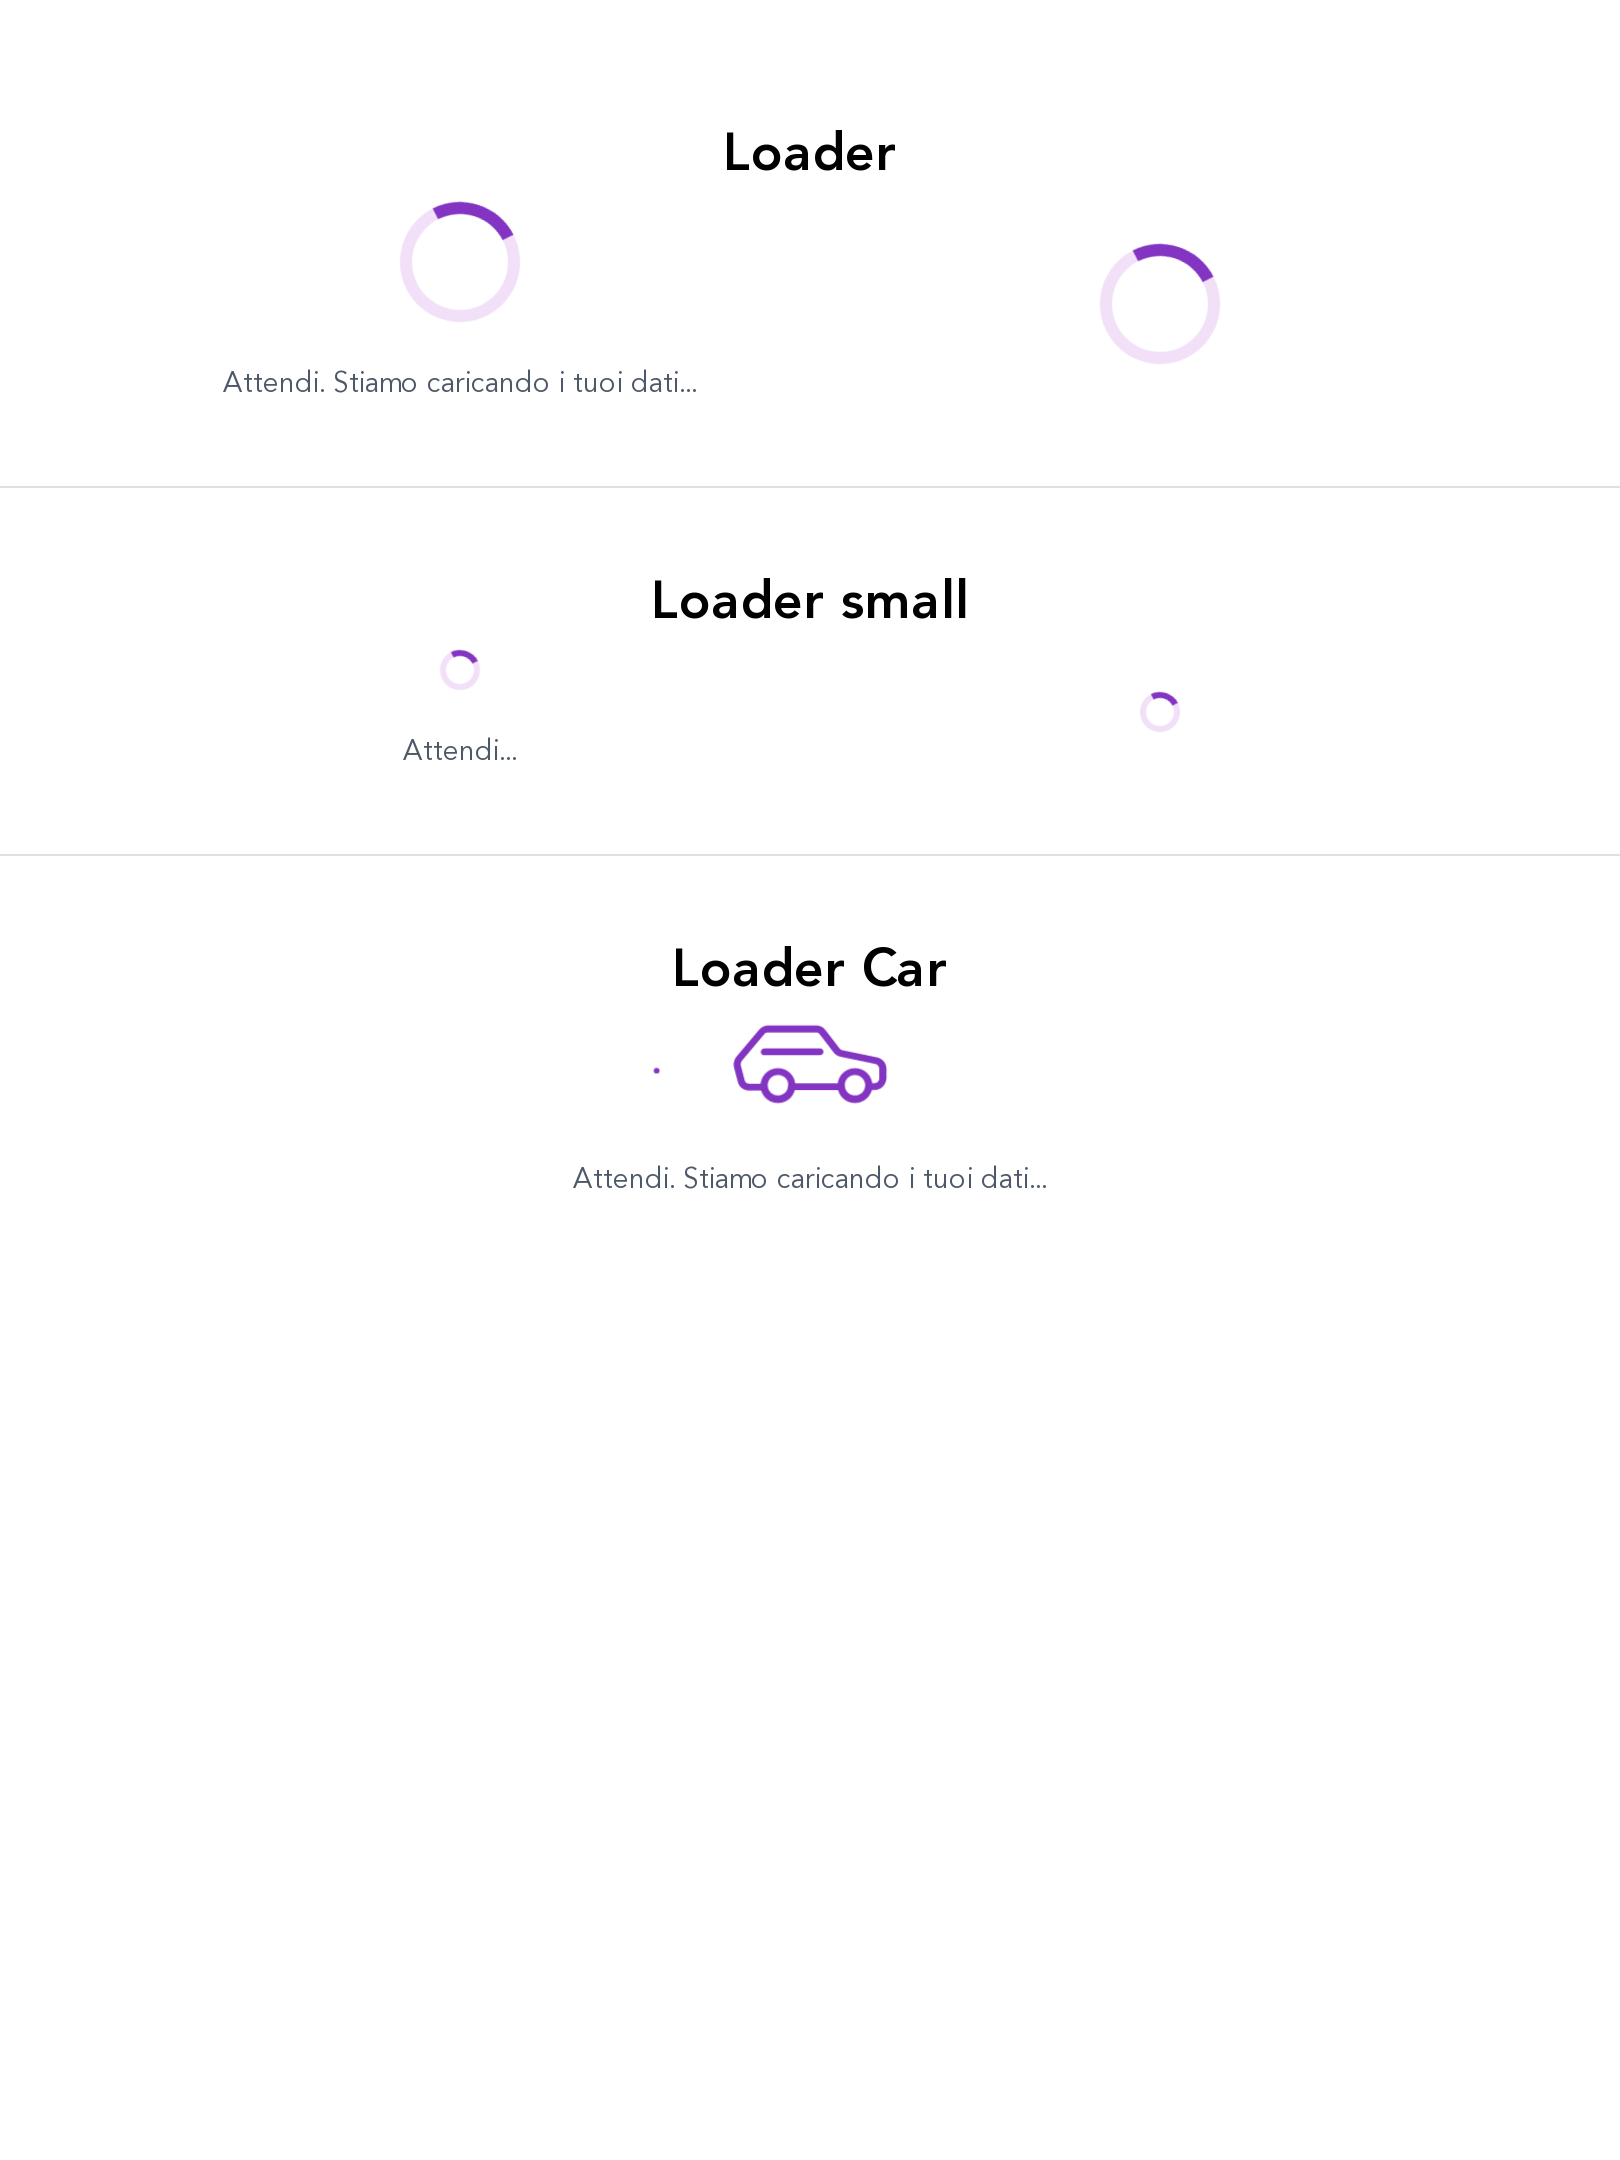 Loader
Attendi. Stiamo caricando i tuoi dati...
Loader small
Attendi...
Loader Car
Attendi. Stiamo caricando i tuoi dati...